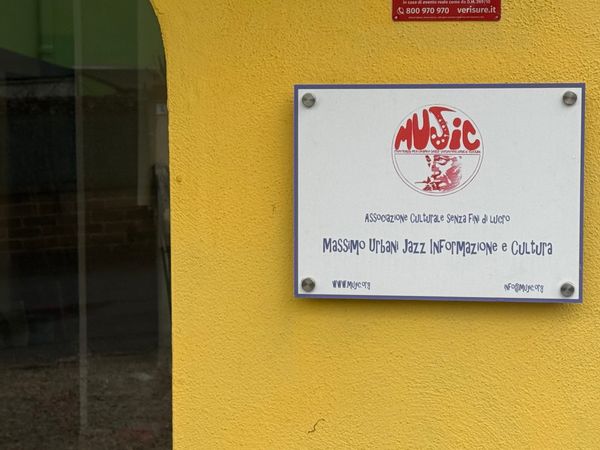 in caso di evento reale come da D.M. 269/10
800 970 970 verisure.it
MUJIC
Associazione Culturale Senza Fini di Lucro
Massimo Urbani Jazz Informazione e Cultura
www.mujic.org
info@mujic.org